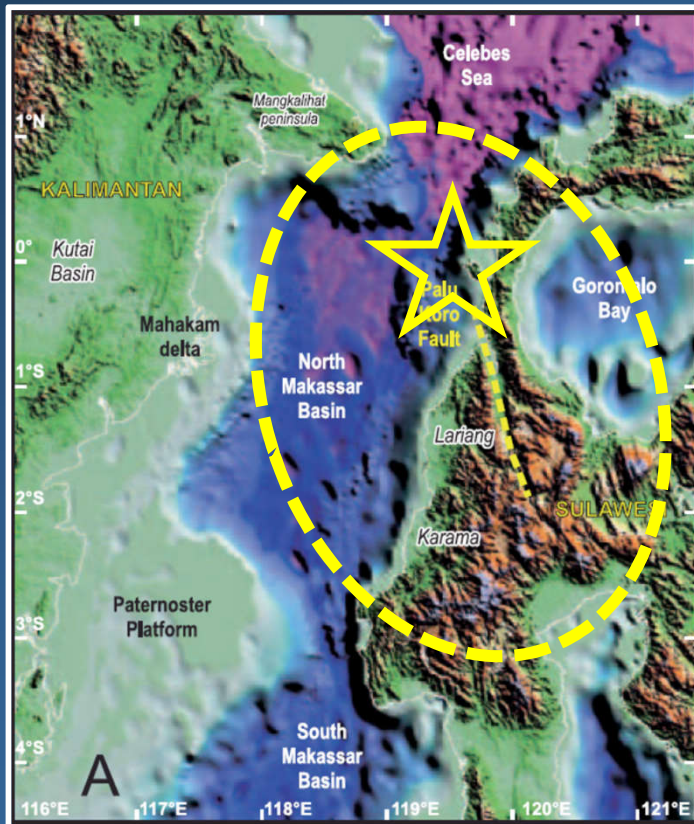 Celebes
Sea
Mangkalihat
peninsula
1°N
KALIMANTAN
0°
Kutai
Basin
Palu
Koro
Fault
Gorontalo
Bay
Mahakam
delta
1°S
North
Makassar
Basin
Lariang
2°S
SULAWES
Karama
Paternoster
Platform
3°S
South
Makassar
Basin
4°S
A
116°E 117°E 118°E 119°E 120°E 121°E